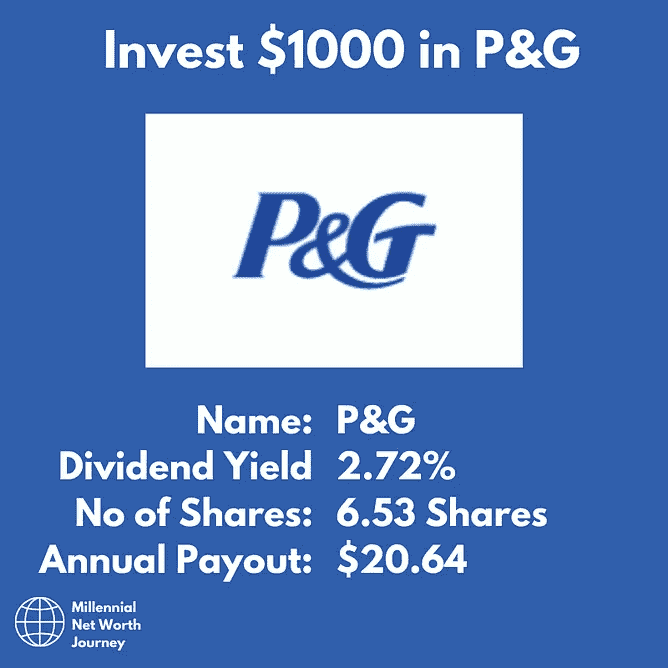 Invest $1000 in P&G
P&G
Name: P&G
Dividend Yield 2.72%
No of Shares: 6.53 Shares
Annual Payout: $20.64
Millennial
Net Worth
Journey